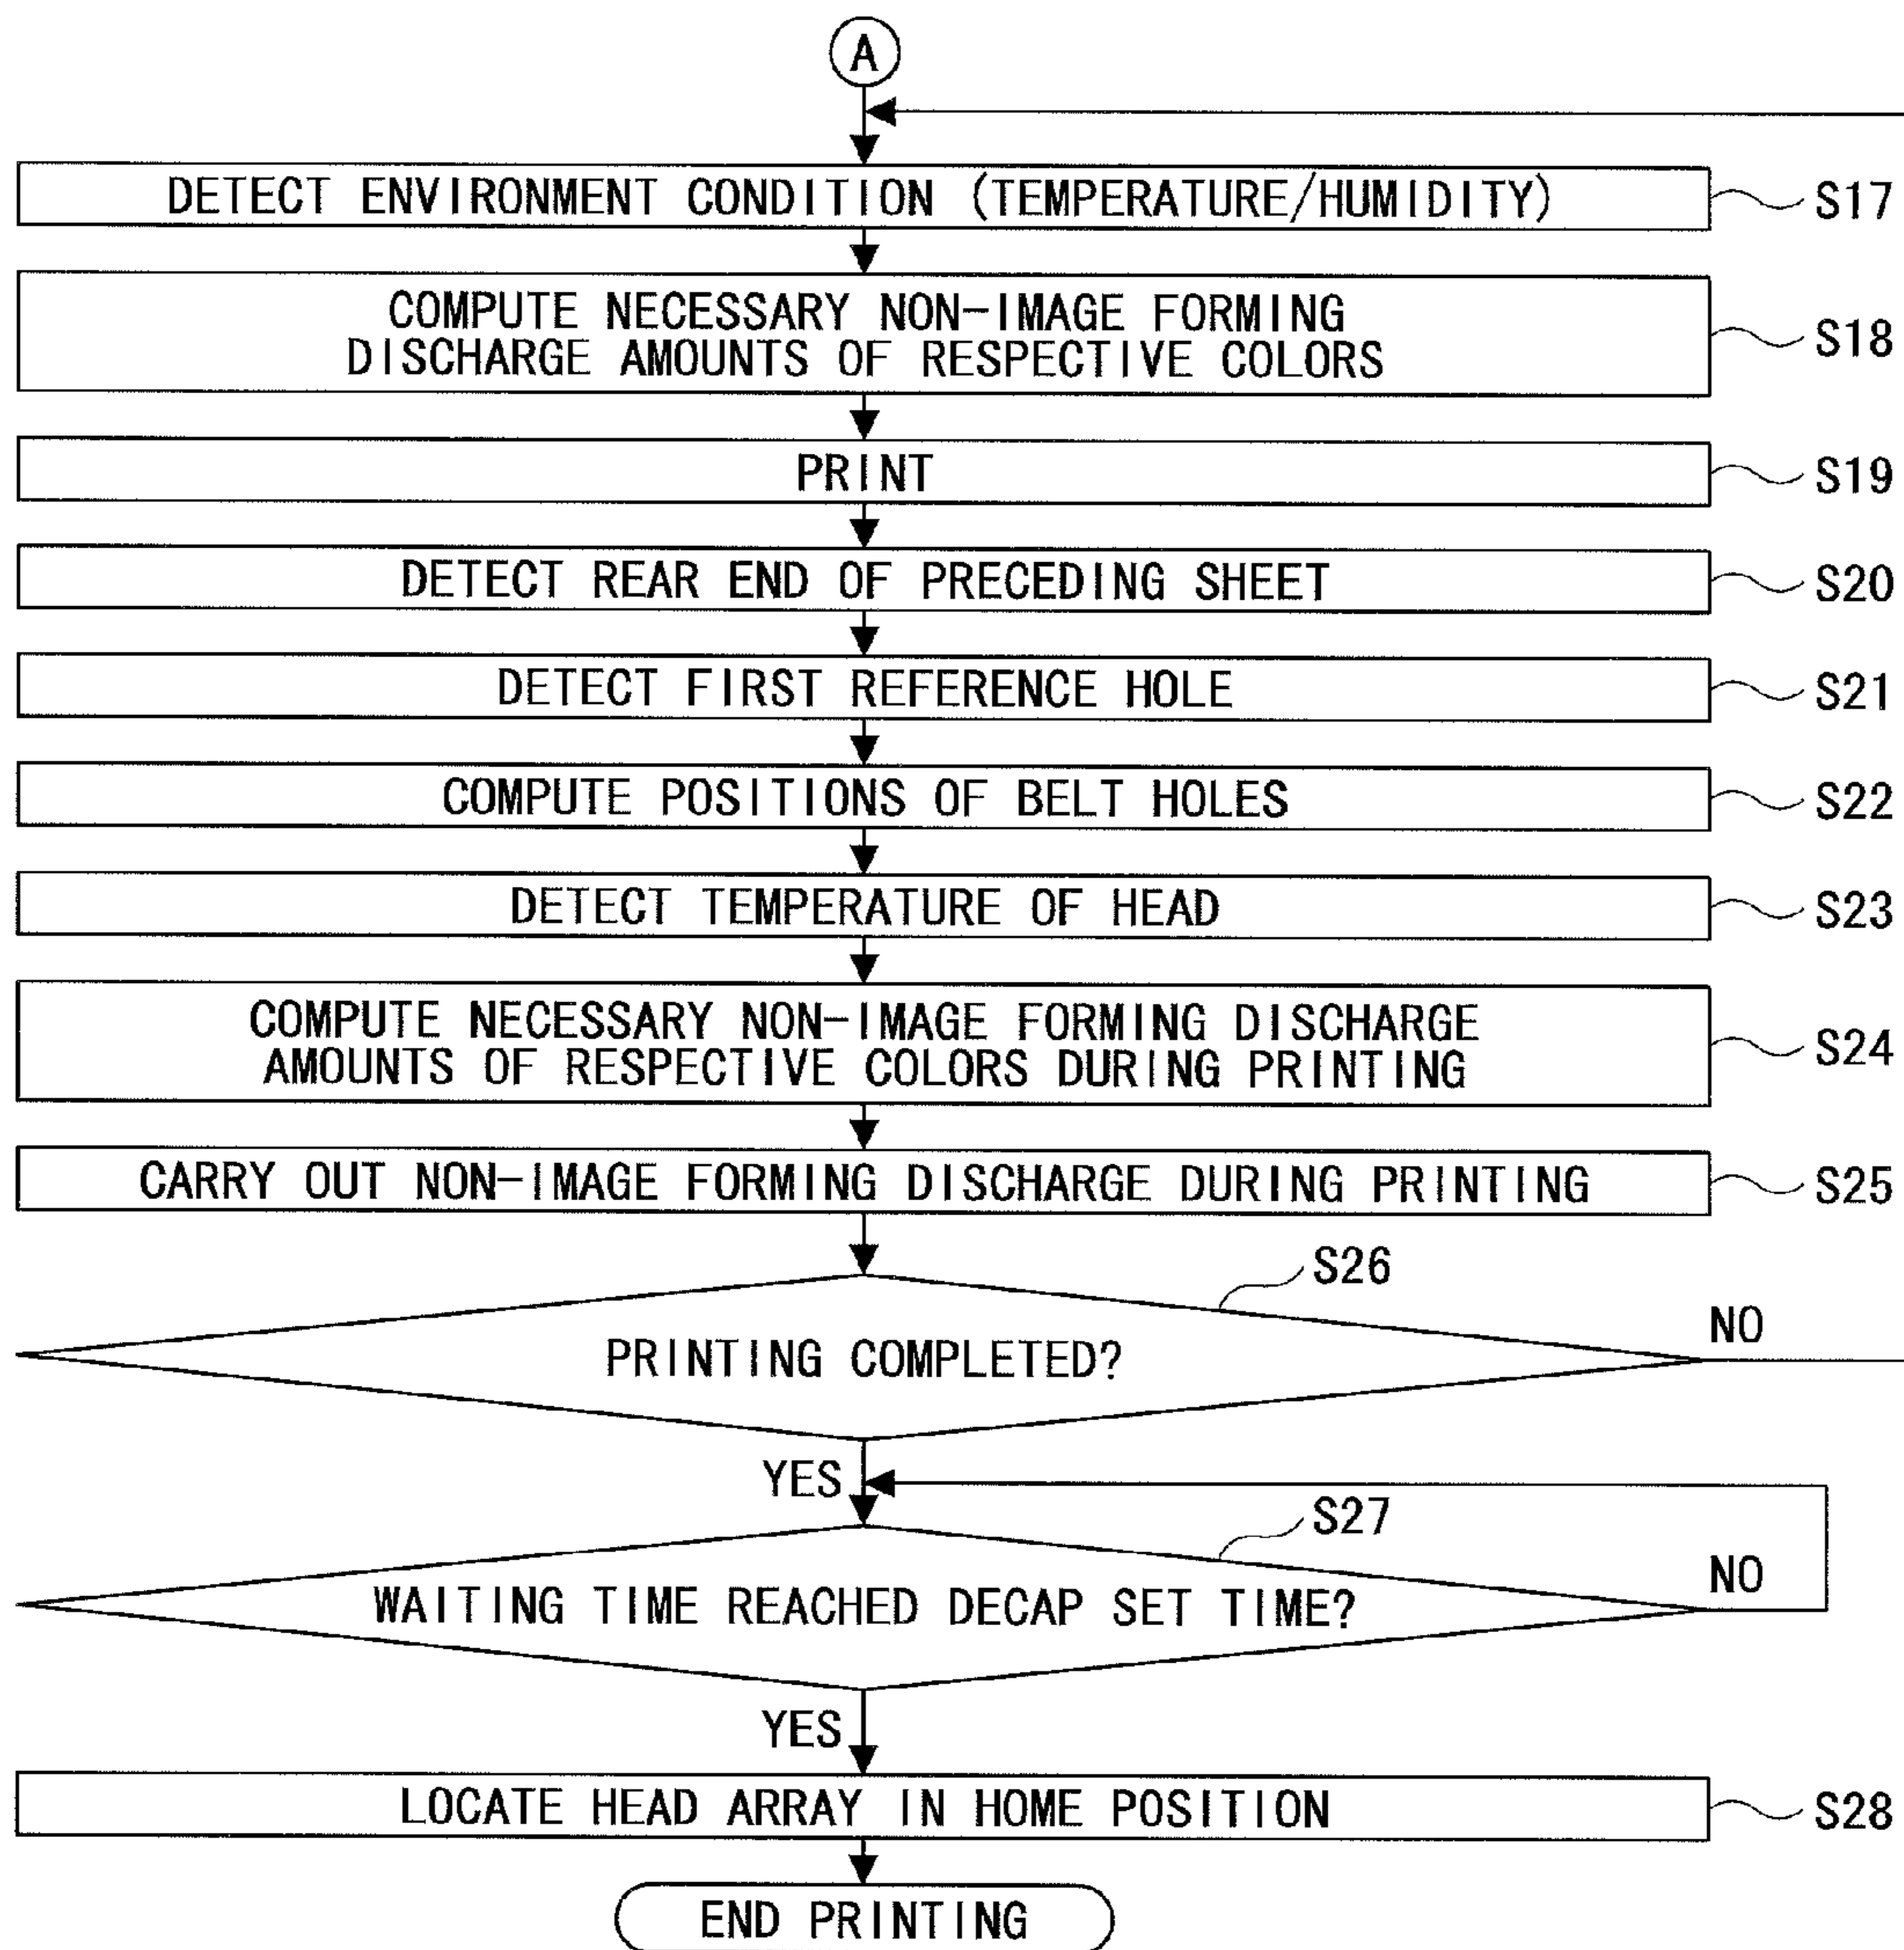 A
DETECT ENVIRONMENT CONDITION (TEMPERATURE/HUMIDITY)
S17
COMPUTE NECESSARY NON-IMAGE FORMING
DISCHARGE AMOUNTS OF RESPECTIVE COLORS
S18
PRINT
S19
DETECT REAR END OF PRECEDING SHEET
S20
DETECT FIRST REFERENCE HOLE
S21
COMPUTE POSITIONS OF BELT HOLES
S22
DETECT TEMPERATURE OF HEAD
S23
COMPUTE NECESSARY NON-IMAGE FORMING DISCHARGE
AMOUNTS OF RESPECTIVE COLORS DURING PRINTING
S24
CARRY OUT NON-IMAGE FORMING DISCHARGE DURING PRINTING
S25
S26
NO
PRINTING COMPLETED?
YES
S27
NO
WAITING TIME REACHED DECAP SET TIME?
YES
LOCATE HEAD ARRAY IN HOME POSITION
S28
END PRINTING